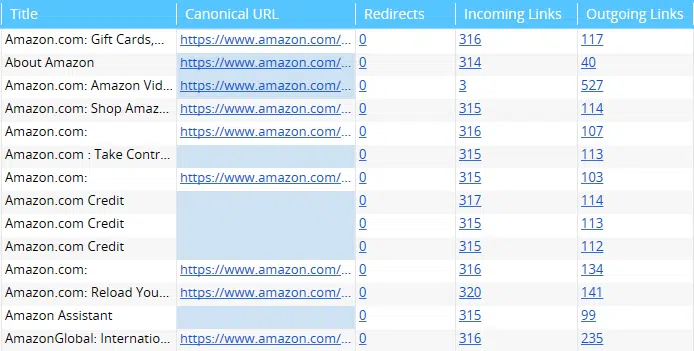 Title Canonical URL Redirects Incoming Links Outgoing Links
Amazon.com: Gift Cards,... https://www.amazon.com/... 0 316 117
About Amazon https://www.amazon.com/... 0 314 40
Amazon.com: Amazon Vid... https://www.amazon.com/... 0 3 527
Amazon.com: Shop Amaz... https://www.amazon.com/... 0 315 114
Amazon.com: https://www.amazon.com/... 0 316 107
Amazon.com : Take Contr... 0 315 113
Amazon.com: https://www.amazon.com/... 0 315 103
Amazon.com Credit 0 317 114
Amazon.com Credit 0 315 113
Amazon.com Credit 0 315 112
Amazon.com: https://www.amazon.com/... 0 316 134
Amazon.com: Reload You... https://www.amazon.com/... 0 320 141
Amazon Assistant 0 315 99
AmazonGlobal: Internatio... https://www.amazon.com/... 0 316 235